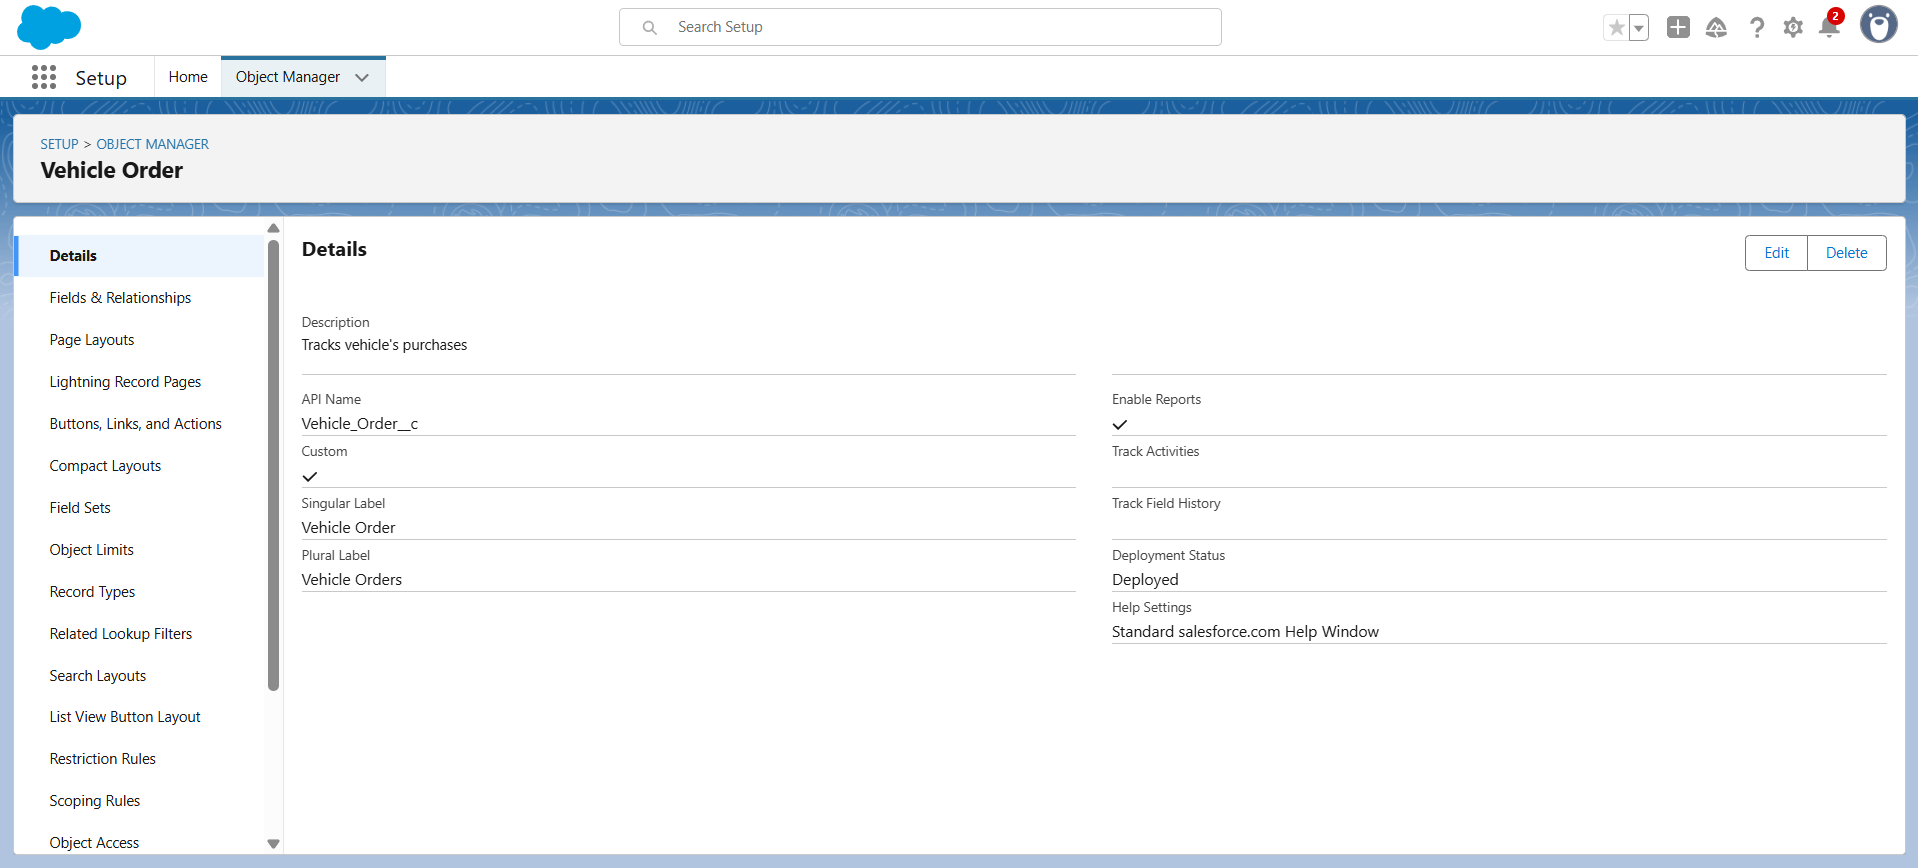 Search Setup
2
Setup
Home
Object Manager
SETUP > OBJECT MANAGER
Vehicle Order
Details
Fields & Relationships
Page Layouts
Lightning Record Pages
Buttons, Links, and Actions
Compact Layouts
Field Sets
Object Limits
Record Types
Related Lookup Filters
Search Layouts
List View Button Layout
Restriction Rules
Scoping Rules
Object Access
Details
Edit
Delete
Description
Tracks vehicle's purchases
API Name
Vehicle_Order__c
Custom
Singular Label
Vehicle Order
Plural Label
Vehicle Orders
Enable Reports
Track Activities
Track Field History
Deployment Status
Deployed
Help Settings
Standard salesforce.com Help Window